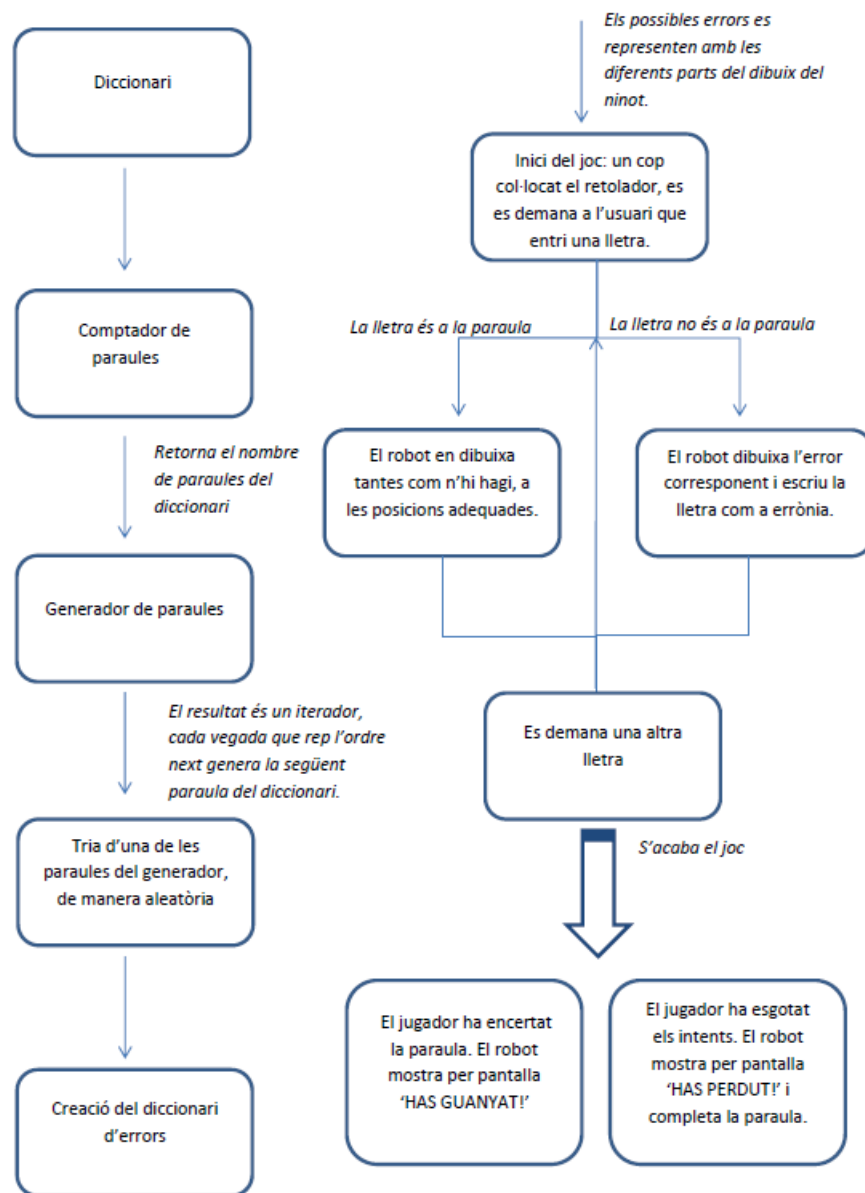 Diccionari
Comptador de
paraules
Retorna el nombre
de paraules del
diccionari
Generador de paraules
El resultat és un iterador,
cada vegada que rep l'ordre
next genera la següent
paraula del diccionari.
Tria d'una de les
paraules del generador,
de manera aleatòria
Creació del diccionari
d'errors
Els possibles errors es
representen amb les
diferents parts del dibuix del
ninot.
Inici del joc: un cop
col·locat el retolador, es
es demana a l'usuari que
entri una lletra.
La lletra és a la paraula
La lletra no és a la paraula
El robot en dibuixa
tantes com n'hi hagi, a
les posicions adequades.
El robot dibuixa l'error
corresponent i escriu la
lletra com a errònia.
Es demana una altra
lletra
S'acaba el joc
El jugador ha encertat
la paraula. El robot
mostra per pantalla
'HAS GUANYAT!'
El jugador ha esgotat
els intents. El robot
mostra per pantalla
'HAS PERDUT!' i
completa la paraula.